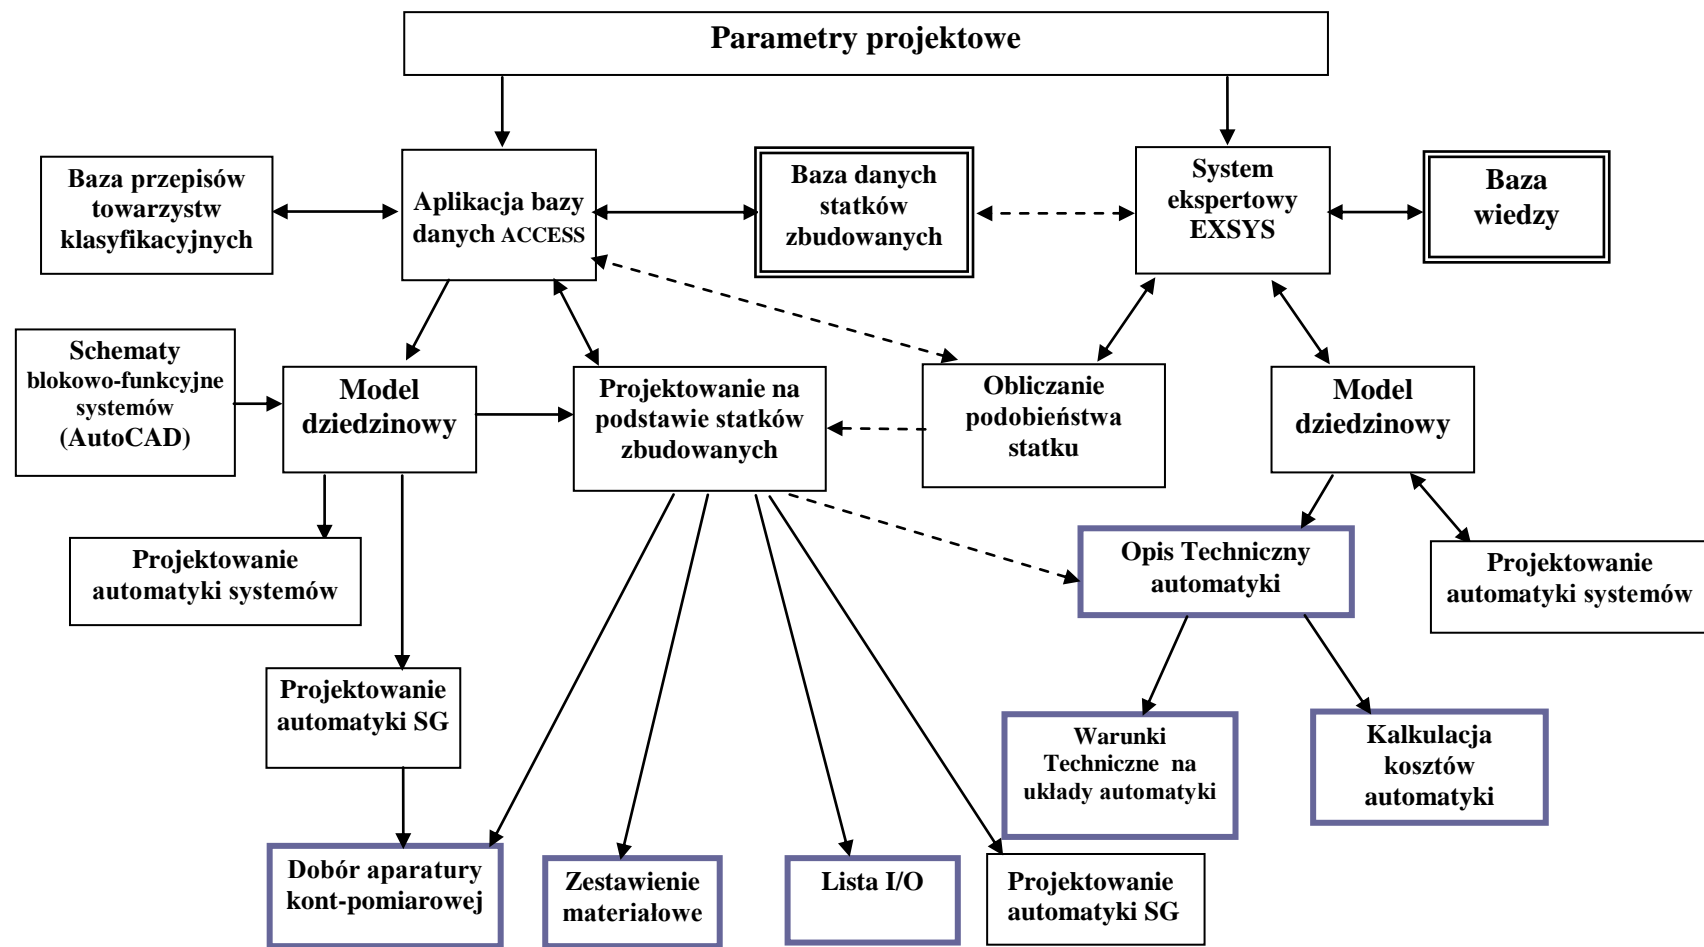 Parametry projektowe
Baza przepisów
towarzystw
klasyfikacyjnych
Aplikacja bazy
danych ACCESS
Baza danych
statków
zbudowanych
System
ekspertowy
EXSYS
Baza
wiedzy
Schematy
blokowo-funkcyjne
systemów
(AutoCAD)
Model
dziedzinowy
Projektowanie na
podstawie statków
zbudowanych
Obliczanie
podobieństwa
statku
Model
dziedzinowy
Projektowanie
automatyki systemów
Opis Techniczny
automatyki
Projektowanie
automatyki systemów
Projektowanie
automatyki SG
Warunki
Techniczne na
układy automatyki
Kalkulacja
kosztów
automatyki
Dobór aparatury
kont-pomiarowej
Zestawienie
materiałowe
Lista I/O
Projektowanie
automatyki SG